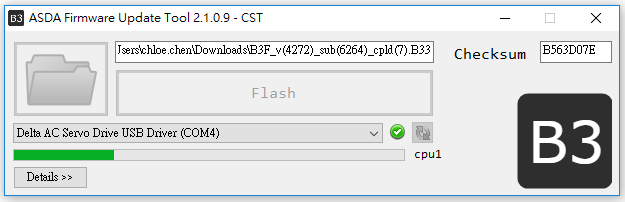 B3 ASDA Firmware Update Tool 2.1.0.9 - CST
Jsers\chloe.chen\Downloads\B3F_v(4272)_sub(6264)_cpld(7).B33
Checksum
B563D07E
Flash
Delta AC Servo Drive USB Driver (COM4)
cpu1
B3
Details >>